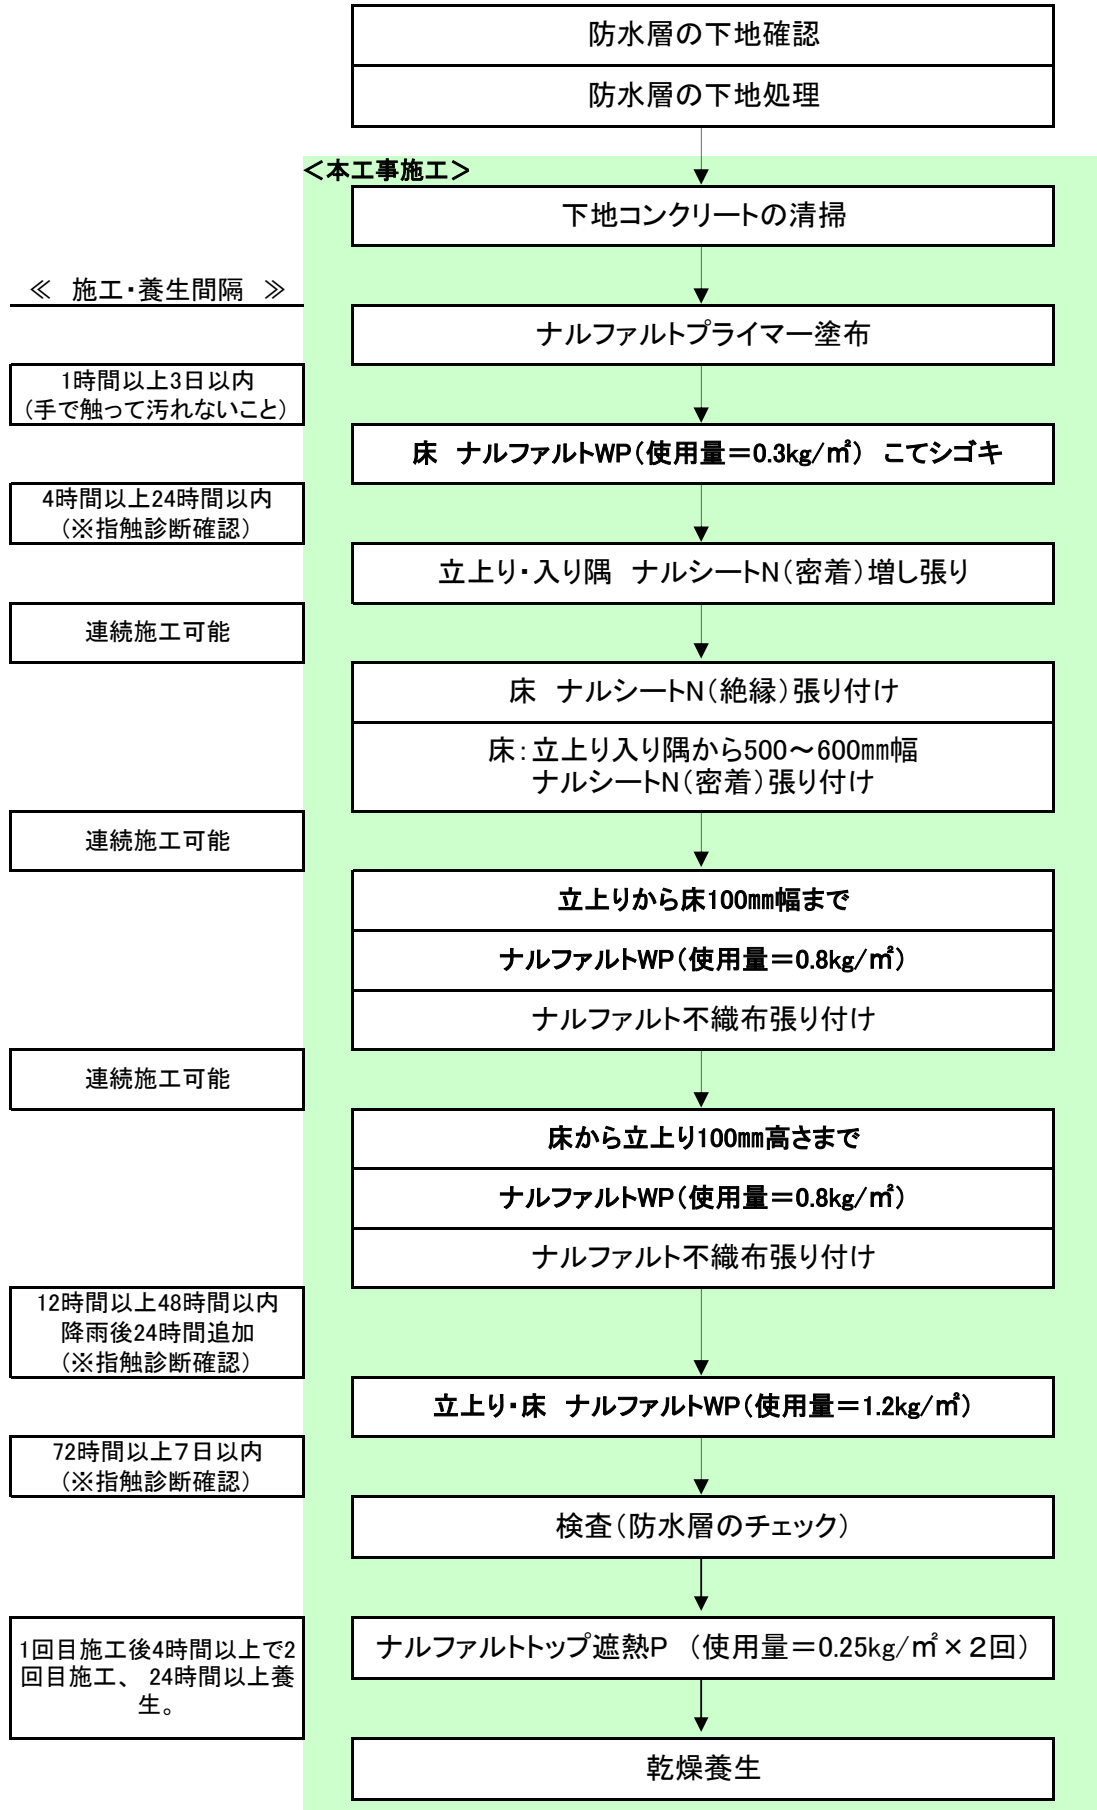 防水層の下地確認
防水層の下地処理
＜本工事施工＞
下地コンクリートの清掃
≪　施工・養生間隔　≫
ナルファルトプライマー塗布
1時間以上3日以内
（手で触って汚れないこと）
床　ナルファルトWP（使用量＝0.3kg/㎡）　こてシゴキ
4時間以上24時間以内
（※指触診断確認）
立上り・入り隅　ナルシートN（密着）増し張り
連続施工可能
床　ナルシートN（絶縁）張り付け
床：立上り入り隅から500～600㎜幅
ナルシートN（密着）張り付け
連続施工可能
立上りから床100㎜幅まで
ナルファルトWP（使用量＝0.8kg/㎡）
ナルファルト不織布張り付け
連続施工可能
床から立上り100㎜高さまで
ナルファルトWP（使用量＝0.8kg/㎡）
ナルファルト不織布張り付け
12時間以上48時間以内
降雨後24時間追加
（※指触診断確認）
立上り・床　ナルファルトWP（使用量＝1.2kg/㎡）
72時間以上７日以内
（※指触診断確認）
検査（防水層のチェック）
ナルファルトトップ遮熱P　（使用量＝0.25kg/㎡×２回）
1回目施工後4時間以上で2
回目施工、 24時間以上養
生。
乾燥養生